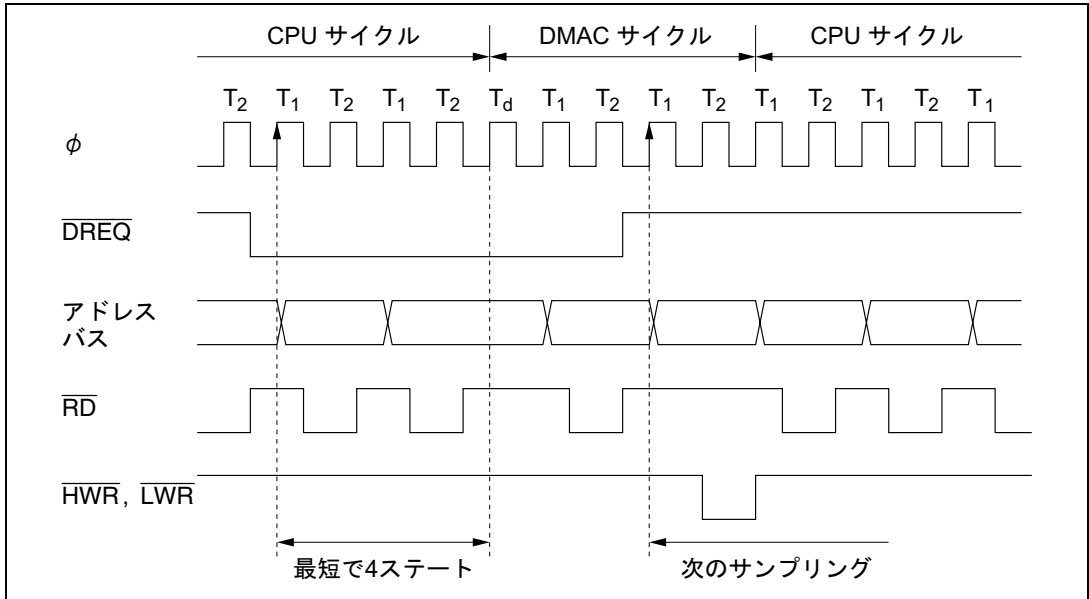 CPU サイクル DMAC サイクル CPU サイクル
T2 T1 T2 T1 T2 Td T1 T2 T1 T2 T1 T2 T1 T2 T1
φ
DREQ
アドレス
バス
RD
HWR, LWR
最短で4ステート 次のサンプリング